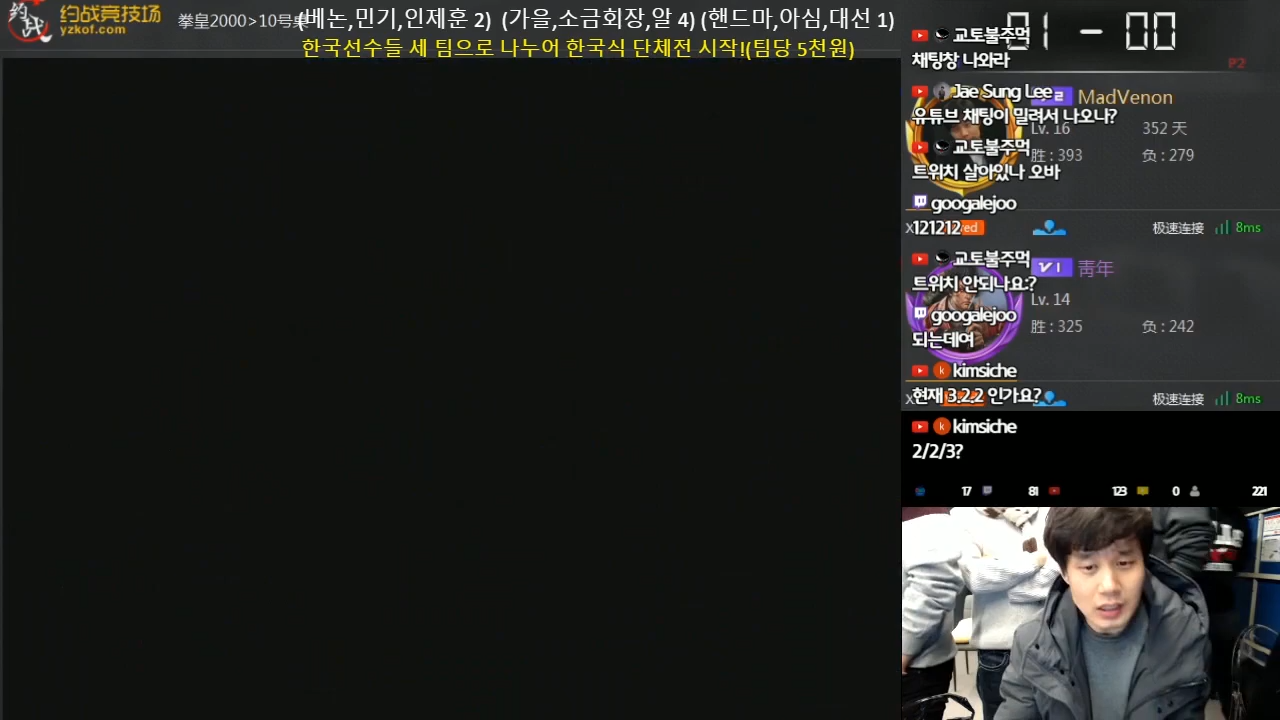 约战竞技场
yzkof.com
拳皇2000>10号
(베논,민기,인제훈 2) (가을,소금회장,알 4) (핸드마,아심,대선 1)
한국선수들 세 팀으로 나누어 한국식 단체전 시작!(팀당 5천원)
01 - 00
P2
교토불주먹
채팅창 나와라
Jae Sung Lee
MadVenon
유튜브 채팅이 밀려서 나오나?
Lv. 16
352 天
교토불주먹
胜 : 393
负 : 279
트위치 살아있나 오바
googalejoo
121212
极速连接
8ms
교토불주먹
VI
靑年
트위치 안되나요?
Lv. 14
googalejoo
胜 : 325
负 : 242
되는데여
k kimsiche
현재 3.2.2 인가요?
极速连接
8ms
k kimsiche
2/2/3?
17
81
123
0
221